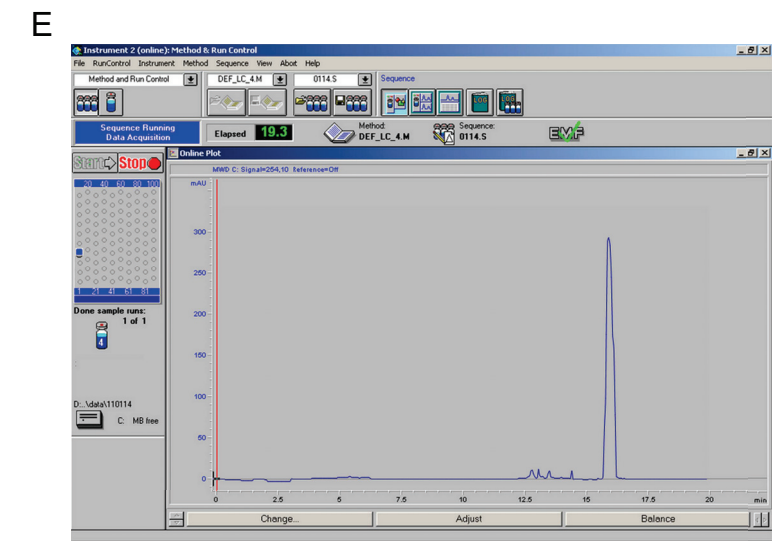 E
Instrument 2 (online): Method & Run Control
File RunControl Instrument Method Sequence View Abot Help
Method and Run Control DEF_LC_4.M 0114.S Sequence
Sequence Running
Data Acquisition
Elapsed 19.3
Method:
DEF_LC_4.M
Sequence:
0114.S
EMF
Start Stop
Online Plot
MWD C: Signal=254,10 Reference=Off
20 40 60 80 100
1 21 41 61 81
Done sample runs:
1 of 1
4
D:..\data\110114
C: MB free
mAU
300
250
200
150
100
50
0
0 2.5 5 7.5 10 12.5 15 17.5 20 min
Change... Adjust Balance